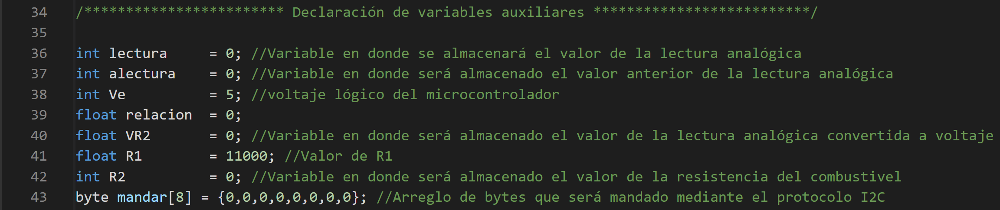 34 /************************ Declaración de variables auxiliares **************************/
35
36 int lectura     = 0; //Variable en donde se almacenará el valor de la lectura analógica
37 int alectura    = 0; //Variable en donde será almacenado el valor anterior de la lectura analógica
38 int Ve          = 5; //voltaje lógico del microcontrolador
39 float relacion  = 0;
40 float VR2       = 0; //Variable en donde será almacenado el valor de la lectura analógica convertida a voltaje
41 float R1        = 11000; //Valor de R1
42 int R2          = 0; //Variable en donde será almacenado el valor de la resistencia del combustivel
43 byte mandar[8] = {0,0,0,0,0,0,0,0}; //Arreglo de bytes que será mandado mediante el protocolo I2C